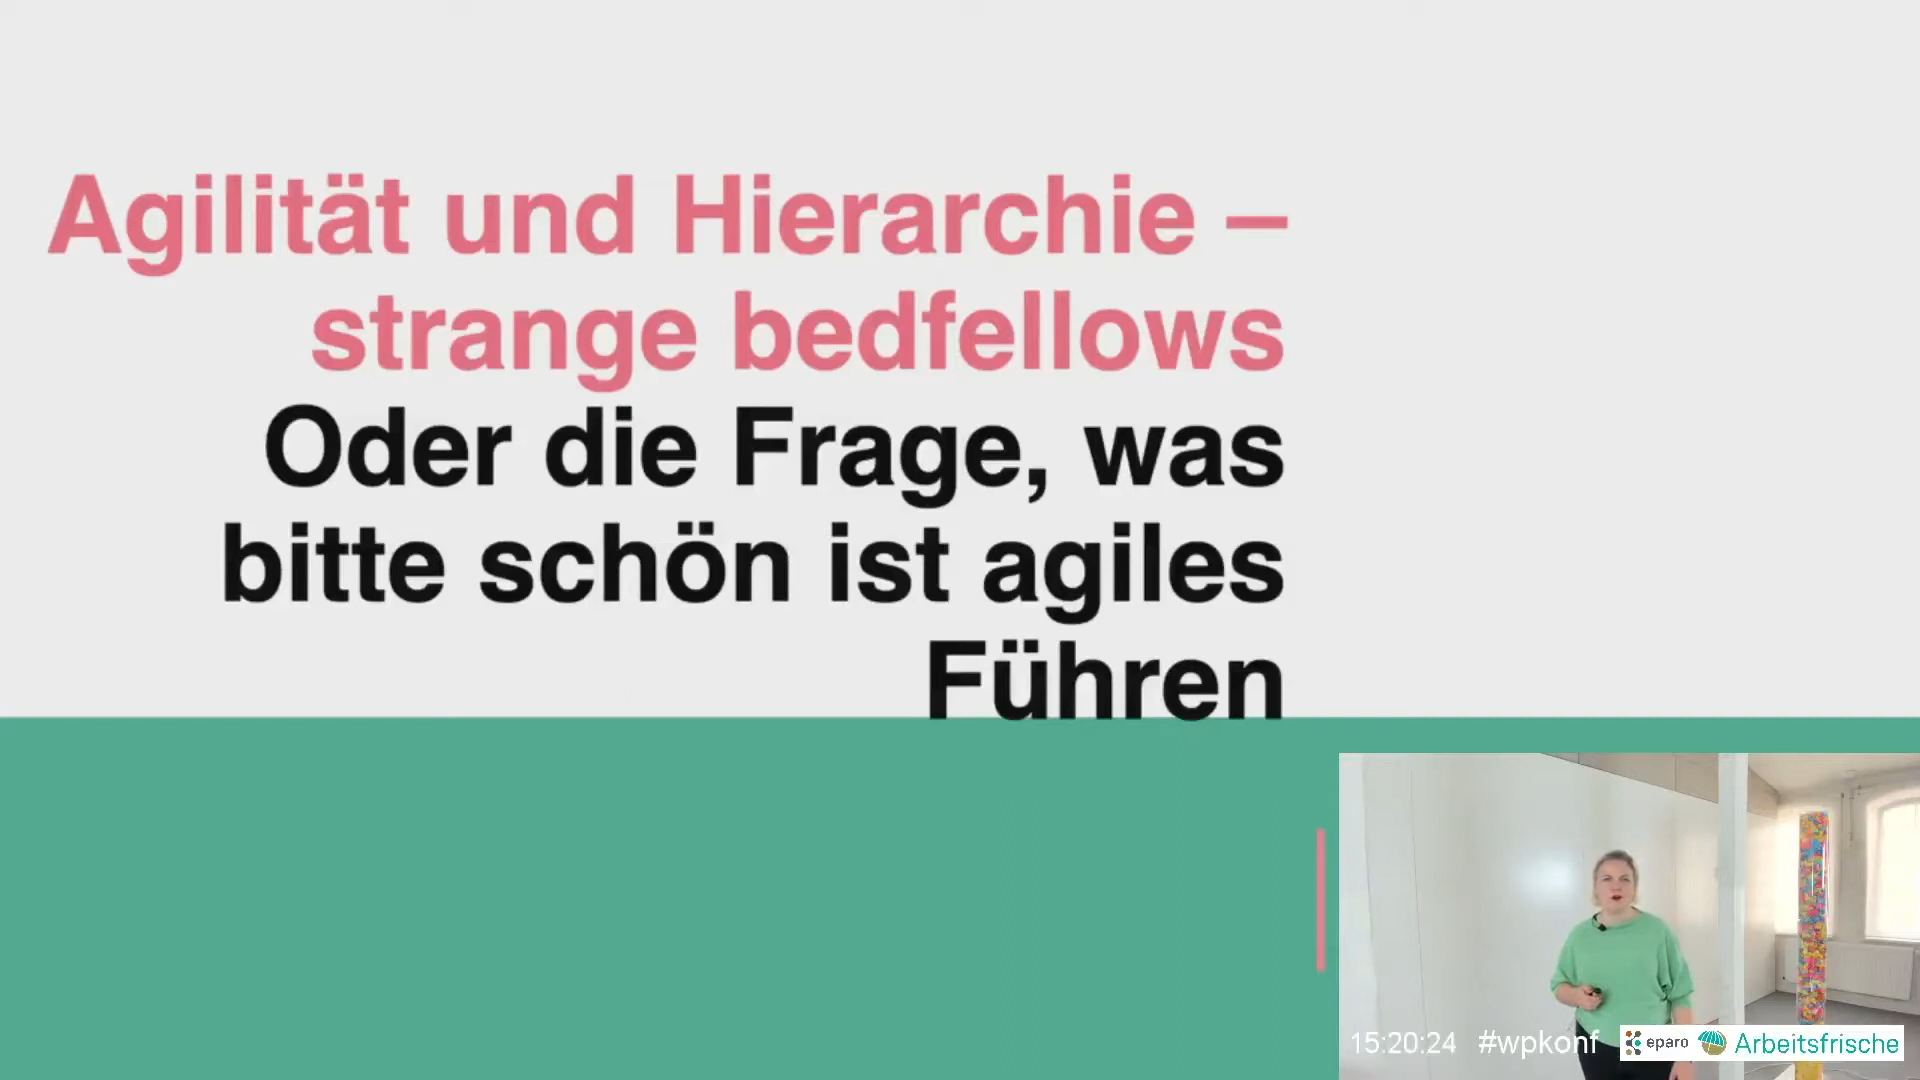 Agilität und Hierarchie –
strange bedfellows
Oder die Frage, was
bitte schön ist agiles
Führen
15:20:24 #wpkonf eparo Arbeitsfrische